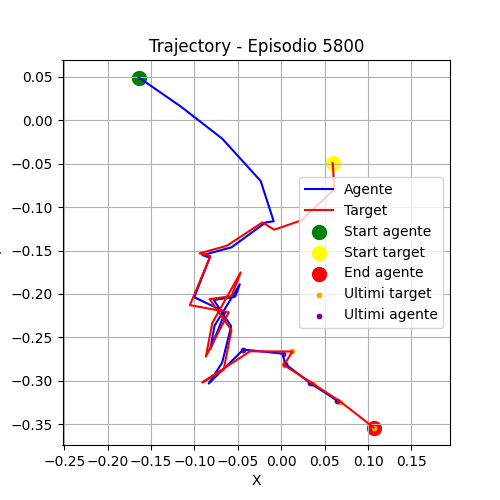 Trajectory - Episodio 5800
0.05
0.00
−0.05
−0.10
−0.15
−0.20
−0.25
−0.30
−0.35
Agente
Target
Start agente
Start target
End agente
Ultimi target
Ultimi agente
−0.25 −0.20 −0.15 −0.10 −0.05 0.00 0.05 0.10 0.15
X